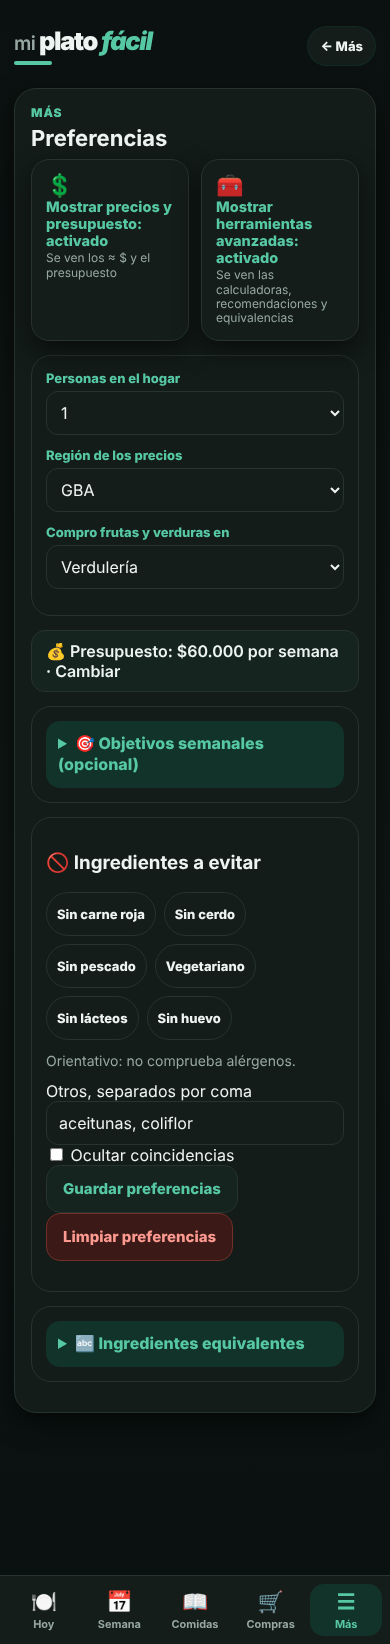 mi plato fácil
← Más
MÁS
Preferencias
💲
Mostrar precios y
presupuesto:
activado
Se ven los ≈ $ y el
presupuesto
🧰
Mostrar
herramientas
avanzadas:
activado
Se ven las
calculadoras,
recomendaciones y
equivalencias
Personas en el hogar
1
Región de los precios
GBA
Compro frutas y verduras en
Verdulería
💰 Presupuesto: $60.000 por semana
· Cambiar
▶ 🎯 Objetivos semanales
(opcional)
🚫 Ingredientes a evitar
Sin carne roja
Sin cerdo
Sin pescado
Vegetariano
Sin lácteos
Sin huevo
Orientativo: no comprueba alérgenos.
Otros, separados por coma
aceitunas, coliflor
Ocultar coincidencias
Guardar preferencias
Limpiar preferencias
▶ 🔤 Ingredientes equivalentes
Hoy
Semana
Comidas
Compras
Más